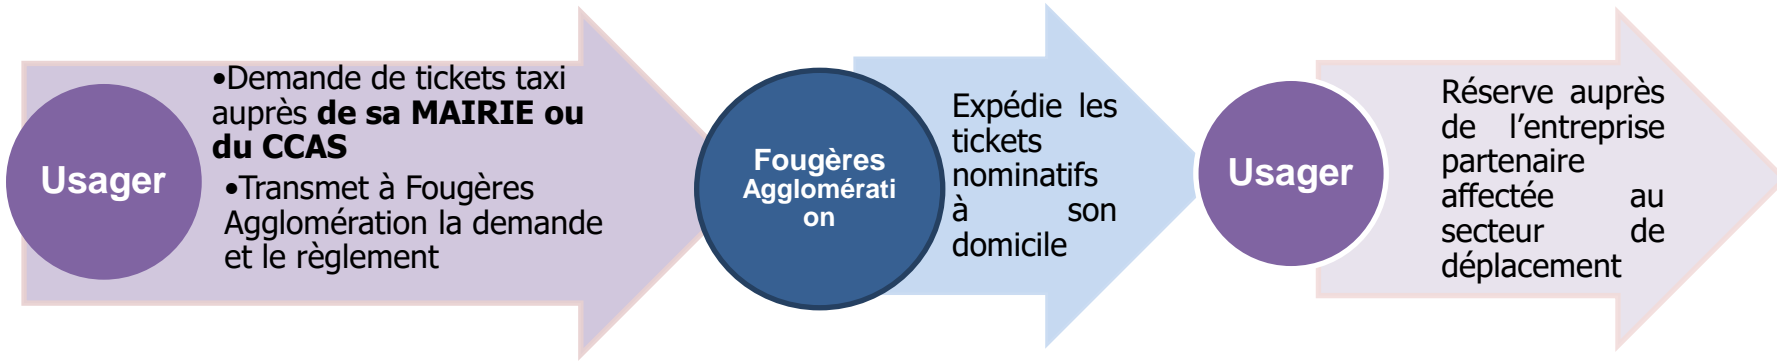 Usager
•Demande de tickets taxi
auprès de sa MAIRIE ou
du CCAS
•Transmet à Fougères
Agglomération la demande
et le règlement
Fougères
Agglomérati
on
Expédie les
tickets
nominatifs
à son
domicile
Usager
Réserve auprès
de l’entreprise
partenaire
affectée au
secteur de
déplacement